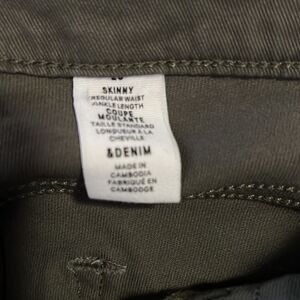 SKINNY
REGULAR WAIST
ANKLE LENGTH
COUPE
MOULANTE
TAILLE STANDARD
LONGUEUR À LA
CHEVILLE
&DENIM
MADE IN
CAMBODIA
FABRIQUÉ EN
CAMBODGE